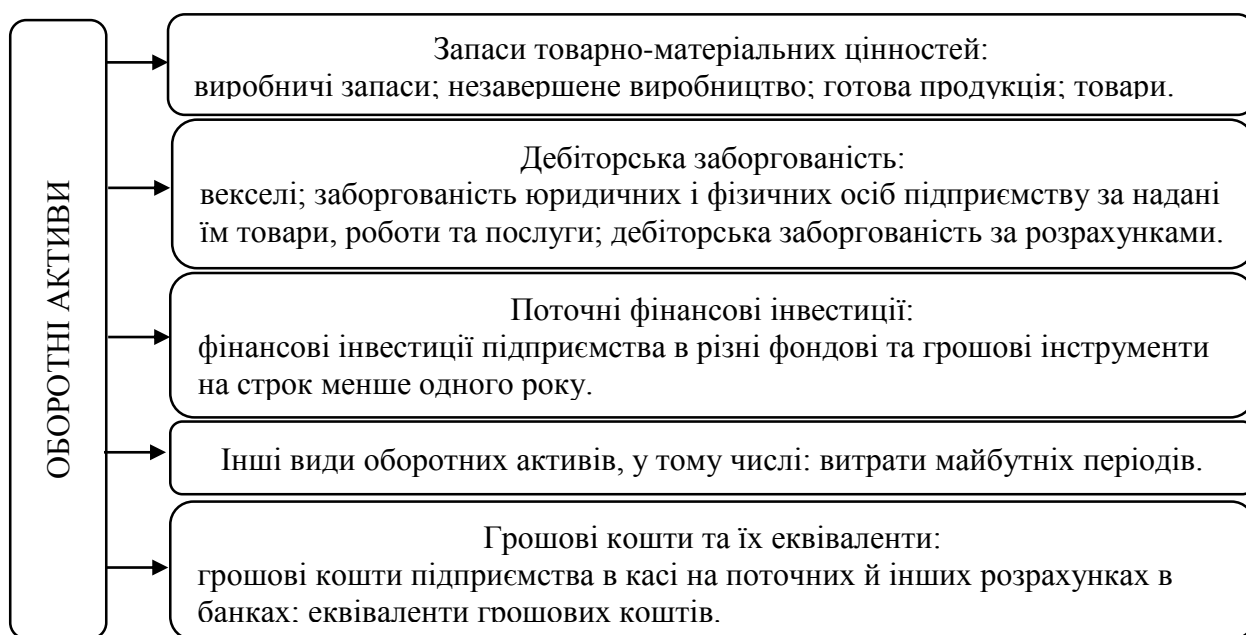 ОБОРОТНІ АКТИВИ
Запаси товарно-матеріальних цінностей:
виробничі запаси; незавершене виробництво; готова продукція; товари.
Дебіторська заборгованість:
векселі; заборгованість юридичних і фізичних осіб підприємству за надані
їм товари, роботи та послуги; дебіторська заборгованість за розрахунками.
Поточні фінансові інвестиції:
фінансові інвестиції підприємства в різні фондові та грошові інструменти
на строк менше одного року.
Інші види оборотних активів, у тому числі: витрати майбутніх періодів.
Грошові кошти та їх еквіваленти:
грошові кошти підприємства в касі на поточних й інших розрахунках в
банках; еквіваленти грошових коштів.